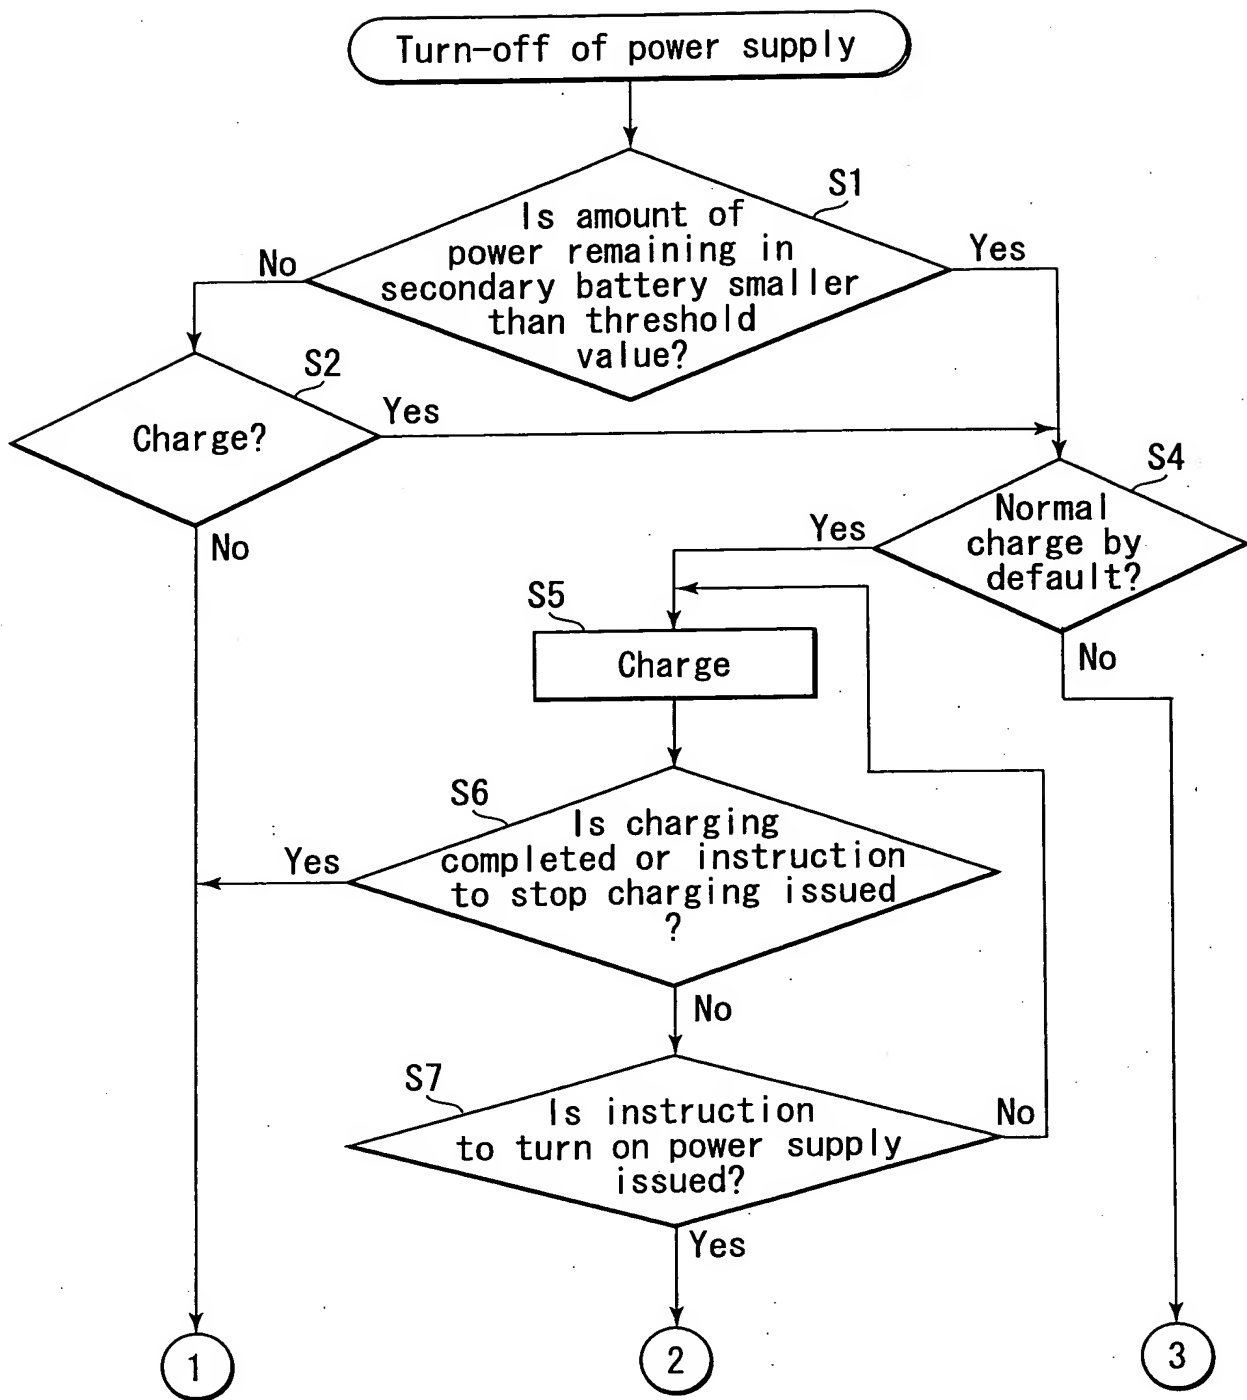 Turn-off of power supply
S1
Is amount of
power remaining in
secondary battery smaller
than threshold
value?
No
Yes
S2
Charge?
Yes
No
S4
Normal
charge by
default?
Yes
No
S5
Charge
S6
Is charging
completed or instruction
to stop charging issued
?
Yes
No
S7
Is instruction
to turn on power supply
issued?
No
Yes
1
2
3